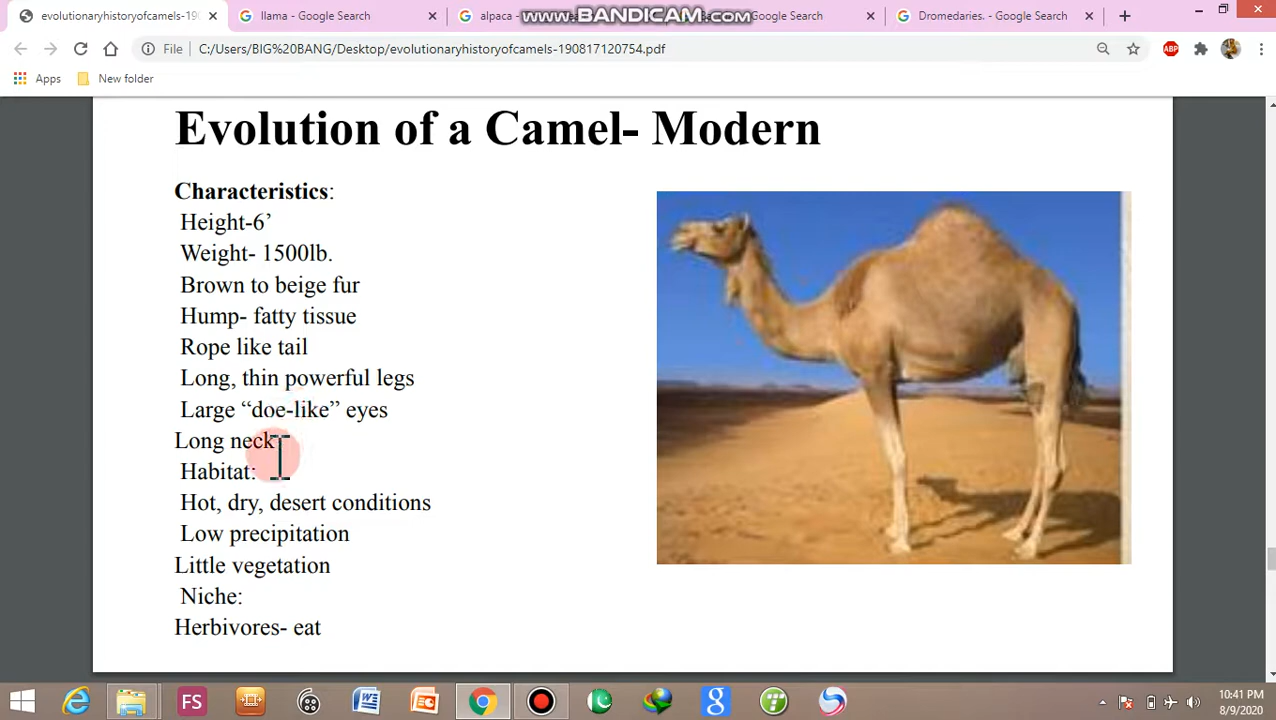 evolutionaryhistoryofcamels-19
llama - Google Search
alpaca -
www.BANDICAM.com
- Google Search
Dromedaries. - Google Search
File
C:/Users/BIG%20BANG/Desktop/evolutionaryhistoryofcamels-190817120754.pdf
ABP
Apps
New folder
Evolution of a Camel- Modern
Characteristics:
Height-6’
Weight- 1500lb.
Brown to beige fur
Hump- fatty tissue
Rope like tail
Long, thin powerful legs
Large “doe-like” eyes
Long neck
Habitat:
Hot, dry, desert conditions
Low precipitation
Little vegetation
Niche:
Herbivores- eat
FS
10:41 PM
8/9/2020